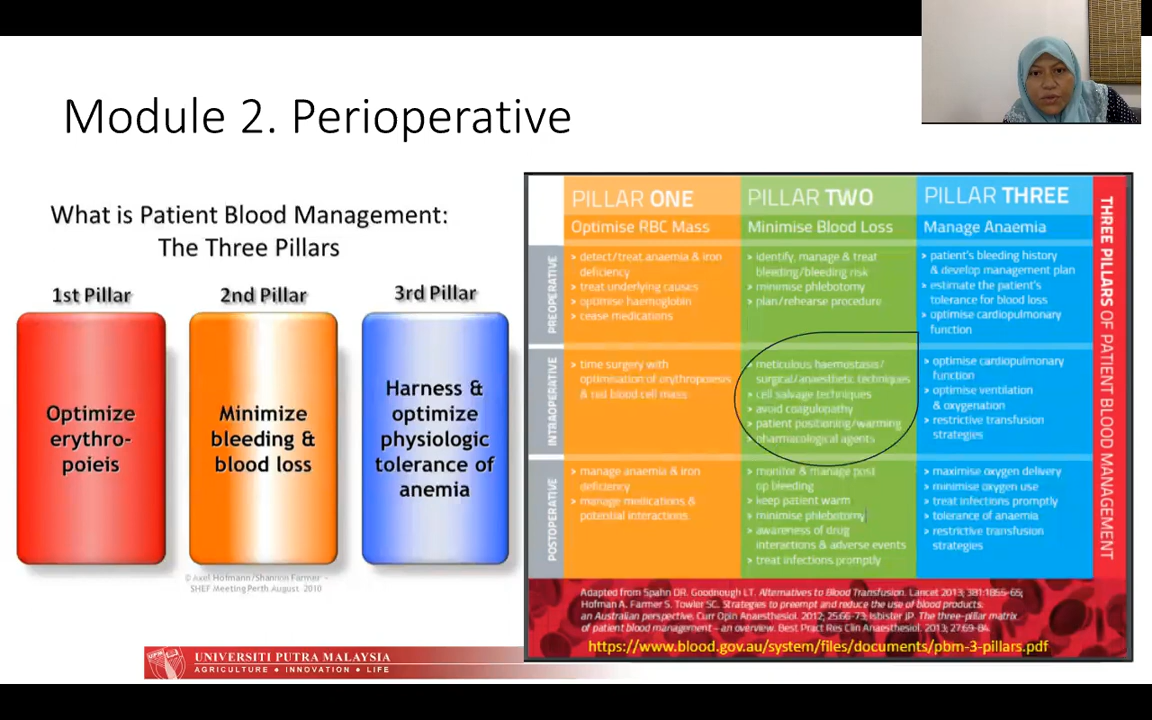 Module 2. Perioperative
What is Patient Blood Management:
The Three Pillars
1st Pillar
2nd Pillar
3rd Pillar
Optimize
erythro-
poieis
Minimize
bleeding &
blood loss
Harness &
optimize
physiologic
tolerance of
anemia
© Axel Hofmann/Shannon Farmer -
SHEF Meeting Perth August 2010
UNIVERSITI PUTRA MALAYSIA
AGRICULTURE • INNOVATION • LIFE
PILLAR ONE
Optimise RBC Mass
PILLAR TWO
Minimise Blood Loss
PILLAR THREE
Manage Anaemia
PREOPERATIVE
> detect/treat anaemia & iron
deficiency
> treat underlying causes
> optimise haemoglobin
> cease medications
> identify, manage & treat
bleeding/bleeding risk
> minimise phlebotomy
> plan/rehearse procedure
> patient's bleeding history
& develop management plan
> estimate the patient's
tolerance for blood loss
> optimise cardiopulmonary
function
INTRAOPERATIVE
> time surgery with
optimisation of erythropoiesis
& red blood cell mass
> meticulous haemostasis/
surgical/anaesthetic techniques
> cell salvage techniques
> avoid coagulopathy
> patient positioning/warming
> pharmacological agents
> optimise cardiopulmonary
function
> optimise ventilation
& oxygenation
> restrictive transfusion
strategies
POSTOPERATIVE
> manage anaemia & iron
deficiency
> manage medications &
potential interactions
> monitor & manage post
op bleeding
> keep patient warm
> minimise phlebotomy
> awareness of drug
interactions & adverse events
> treat infections promptly
> maximise oxygen delivery
> minimise oxygen use
> treat infections promptly
> tolerance of anaemia
> restrictive transfusion
strategies
THREE PILLARS OF PATIENT BLOOD MANAGEMENT
Adapted from Spahn DR. Goodnough LT. Alternatives to Blood Transfusion. Lancet 2013; 381:1855-65;
Hofman A. Farmer S. Towler SC. Strategies to preempt and reduce the use of blood products:
an Australian perspective. Curr Opin Anaesthesiol. 2012; 25:66-73; Isbister JP. The three-pillar matrix
of patient blood management – an overview. Best Pract Res Clin Anaesthesiol. 2013; 27:69-84.
https://www.blood.gov.au/system/files/documents/pbm-3-pillars.pdf